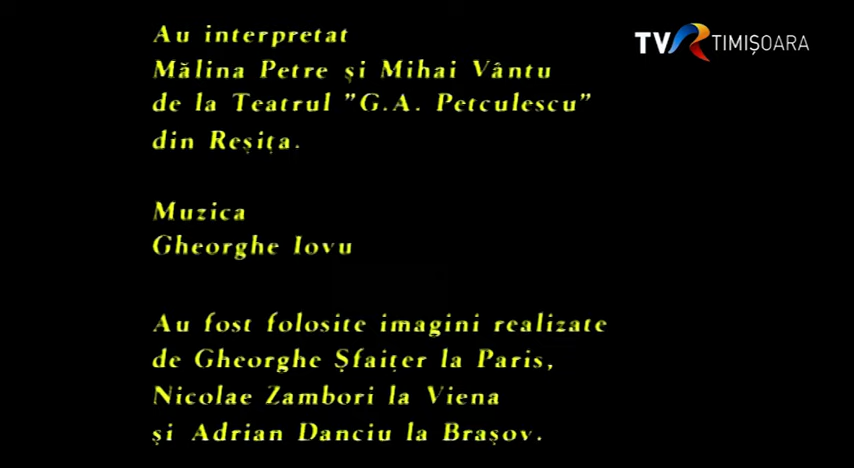 Au interpretat
Mălina Petre și Mihai Vântu
de la Teatrul "G.A. Petculescu"
din Reșița.
Muzica
Gheorghe Iovu
Au fost folosite imagini realizate
de Gheorghe Șfaițer la Paris,
Nicolae Zambori la Viena
și Adrian Danciu la Brașov.
TVR TIMIȘOARA